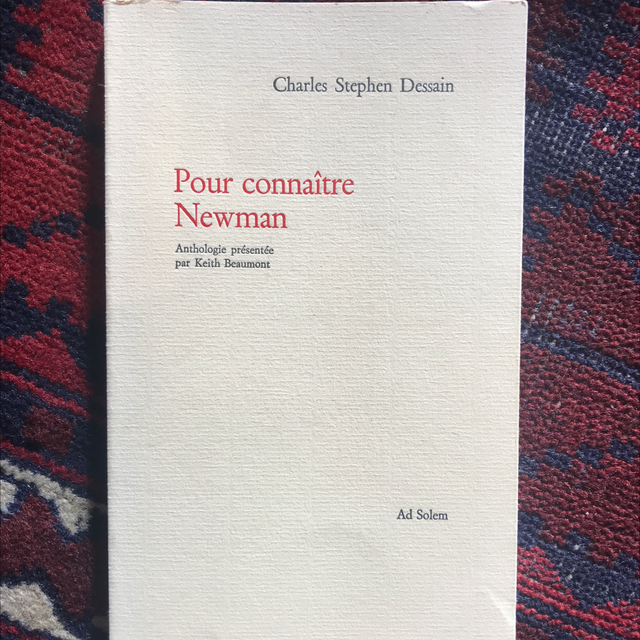 Charles Stephen Dessain
Pour connaître
Newman
Anthologie présentée
par Keith Beaumont
Ad Solem